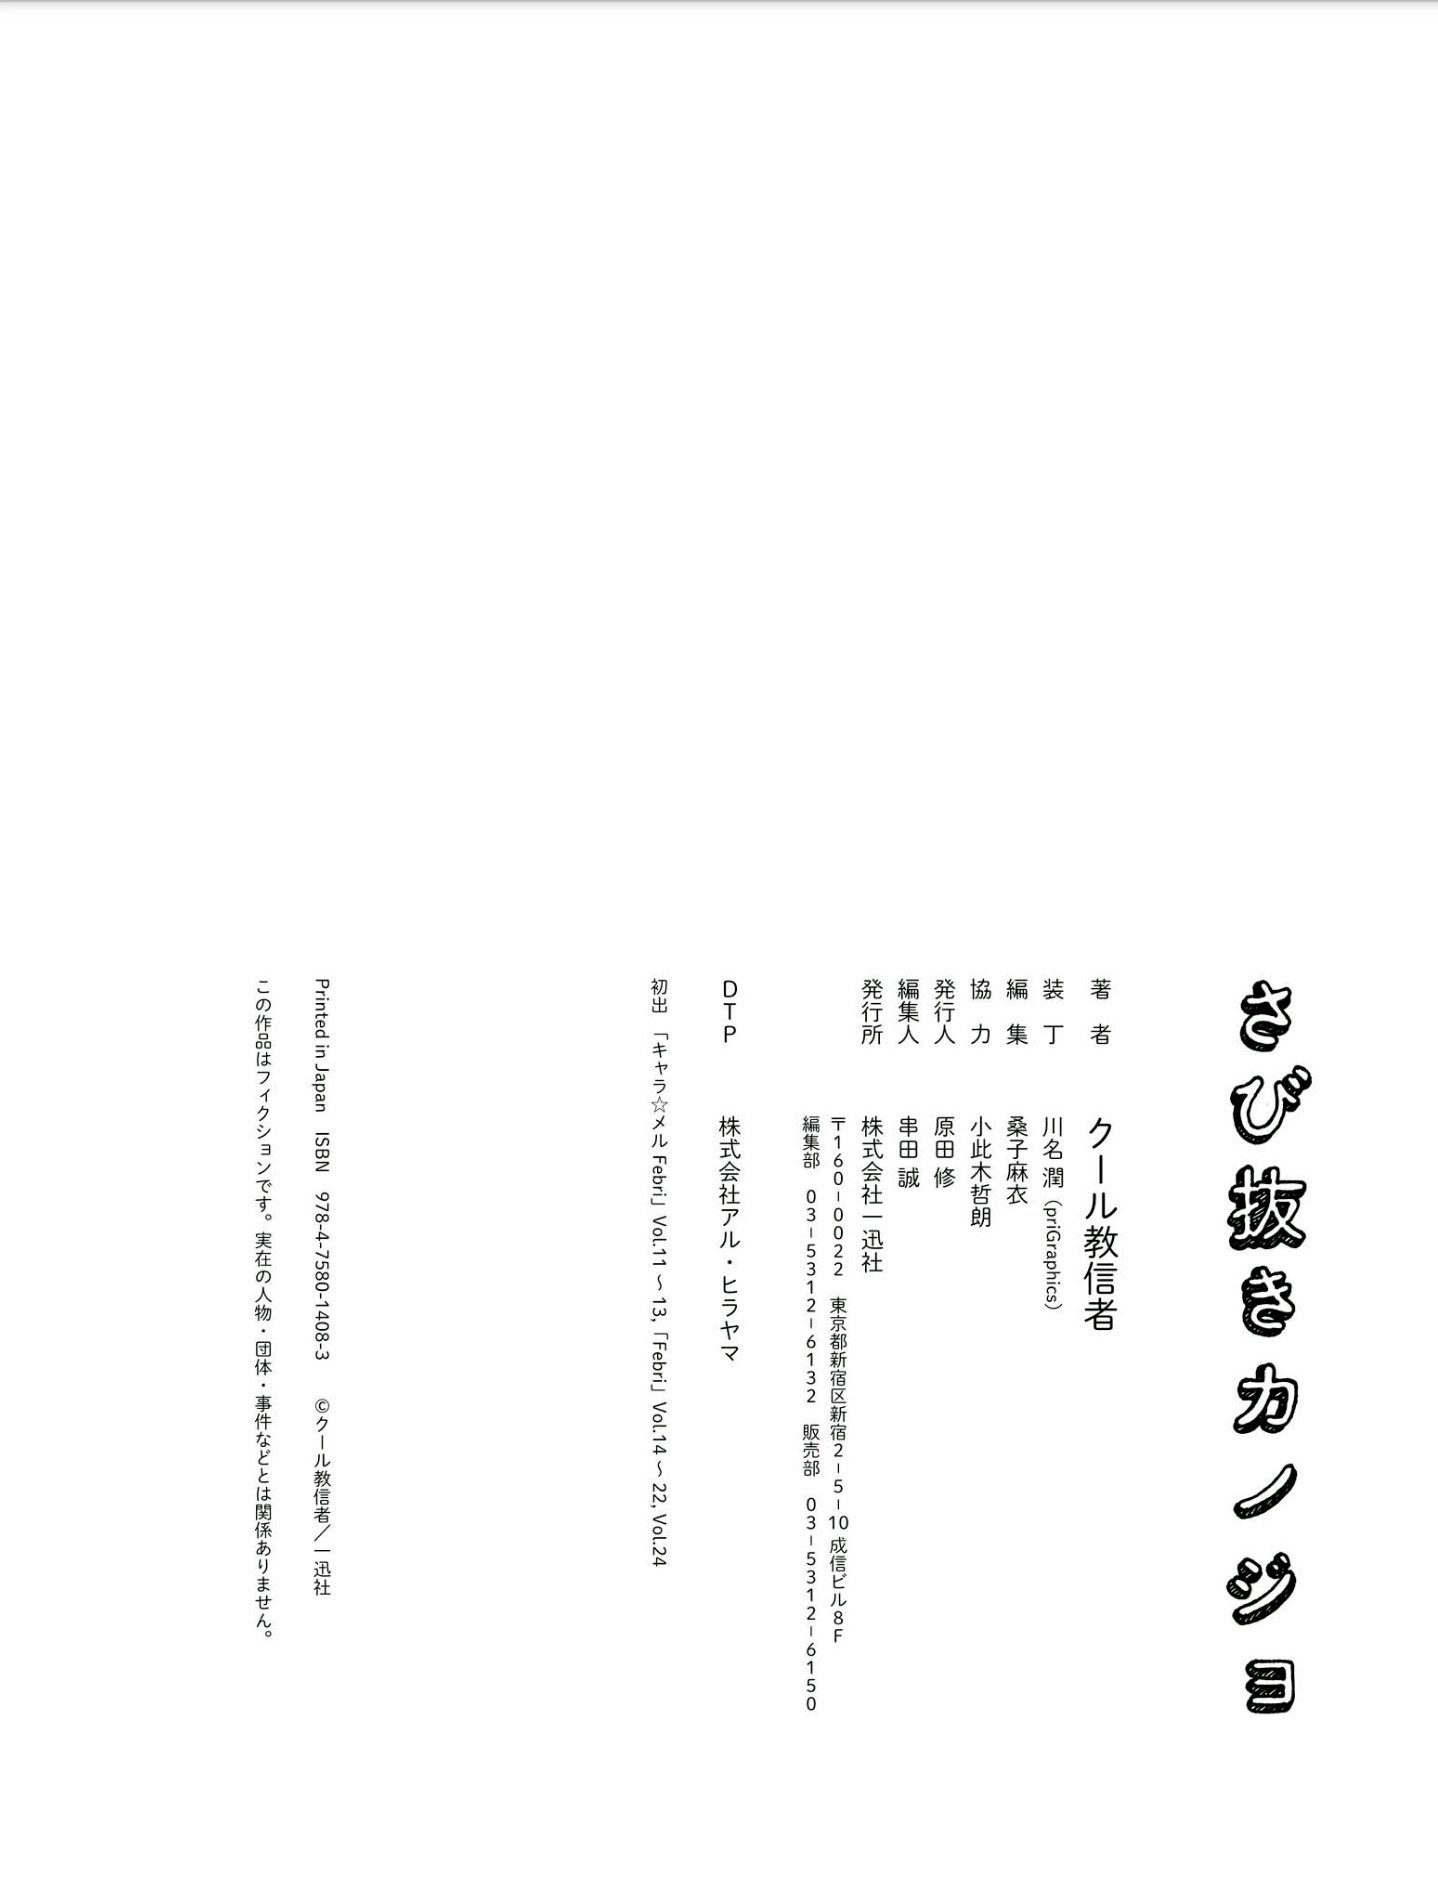 さび抜きカノジョ
著者 クール教信者
装丁 川名 潤（priGraphics）
編集 桑子麻衣
協力 小此木哲朗
発行人 原田 修
編集人 串田 誠
発行所 株式会社一迅社
〒160-0022 東京都新宿区新宿2-5-10 成信ビル8F
編集部 03-5312-6132 販売部 03-5312-6150
DTP 株式会社アル・ヒラヤマ
初出 「キャラ☆メル Febri」Vol.11～13,「Febri」Vol.14～22, Vol.24
Printed in Japan ISBN 978-4-7580-1408-3 ©クール教信者／一迅社
この作品はフィクションです。実在の人物・団体・事件などとは関係ありません。